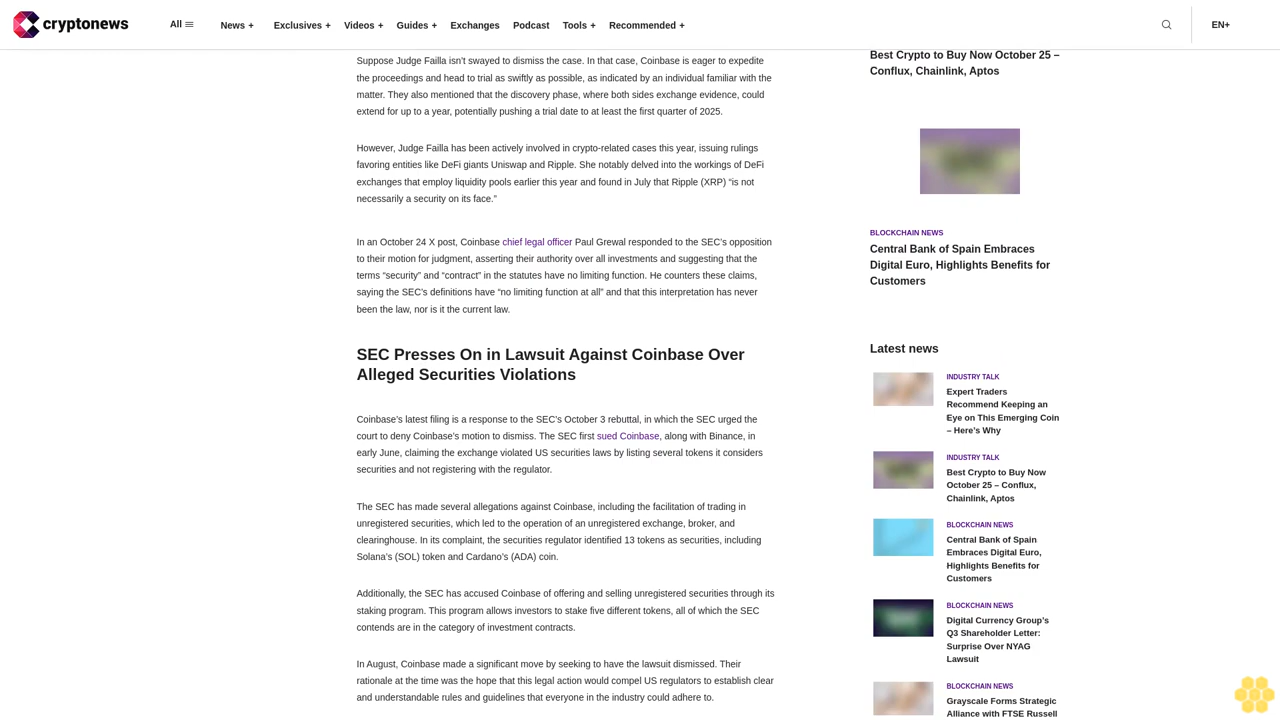 cryptonews
All
News +
Exclusives +
Videos +
Guides +
Exchanges
Podcast
Tools +
Recommended +
EN+
Suppose Judge Failla isn’t swayed to dismiss the case. In that case, Coinbase is eager to expedite
the proceedings and head to trial as swiftly as possible, as indicated by an individual familiar with the
matter. They also mentioned that the discovery phase, where both sides exchange evidence, could
extend for up to a year, potentially pushing a trial date to at least the first quarter of 2025.
However, Judge Failla has been actively involved in crypto-related cases this year, issuing rulings
favoring entities like DeFi giants Uniswap and Ripple. She notably delved into the workings of DeFi
exchanges that employ liquidity pools earlier this year and found in July that Ripple (XRP) “is not
necessarily a security on its face.”
In an October 24 X post, Coinbase chief legal officer Paul Grewal responded to the SEC’s opposition
to their motion for judgment, asserting their authority over all investments and suggesting that the
terms “security” and “contract” in the statutes have no limiting function. He counters these claims,
saying the SEC’s definitions have “no limiting function at all” and that this interpretation has never
been the law, nor is it the current law.
SEC Presses On in Lawsuit Against Coinbase Over
Alleged Securities Violations
Coinbase’s latest filing is a response to the SEC’s October 3 rebuttal, in which the SEC urged the
court to deny Coinbase’s motion to dismiss. The SEC first sued Coinbase, along with Binance, in
early June, claiming the exchange violated US securities laws by listing several tokens it considers
securities and not registering with the regulator.
The SEC has made several allegations against Coinbase, including the facilitation of trading in
unregistered securities, which led to the operation of an unregistered exchange, broker, and
clearinghouse. In its complaint, the securities regulator identified 13 tokens as securities, including
Solana’s (SOL) token and Cardano’s (ADA) coin.
Additionally, the SEC has accused Coinbase of offering and selling unregistered securities through its
staking program. This program allows investors to stake five different tokens, all of which the SEC
contends are in the category of investment contracts.
In August, Coinbase made a significant move by seeking to have the lawsuit dismissed. Their
rationale at the time was the hope that this legal action would compel US regulators to establish clear
and understandable rules and guidelines that everyone in the industry could adhere to.
Best Crypto to Buy Now October 25 –
Conflux, Chainlink, Aptos
BLOCKCHAIN NEWS
Central Bank of Spain Embraces
Digital Euro, Highlights Benefits for
Customers
Latest news
INDUSTRY TALK
Expert Traders
Recommend Keeping an
Eye on This Emerging Coin
– Here’s Why
INDUSTRY TALK
Best Crypto to Buy Now
October 25 – Conflux,
Chainlink, Aptos
BLOCKCHAIN NEWS
Central Bank of Spain
Embraces Digital Euro,
Highlights Benefits for
Customers
BLOCKCHAIN NEWS
Digital Currency Group’s
Q3 Shareholder Letter:
Surprise Over NYAG
Lawsuit
BLOCKCHAIN NEWS
Grayscale Forms Strategic
Alliance with FTSE Russell